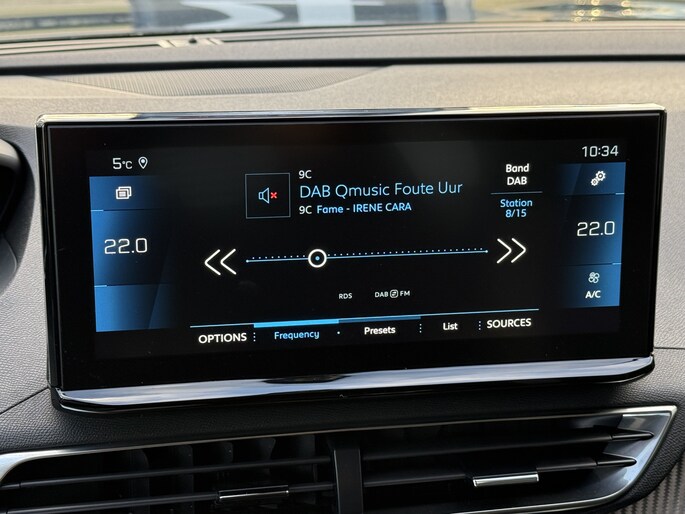 5°C
10:34
9C
DAB Qmusic Foute Uur
9C Fame - IRENE CARA
Band
DAB
Station
8/15
22.0
22.0
A/C
RDS
DAB FM
OPTIONS
Frequency
Presets
List
SOURCES